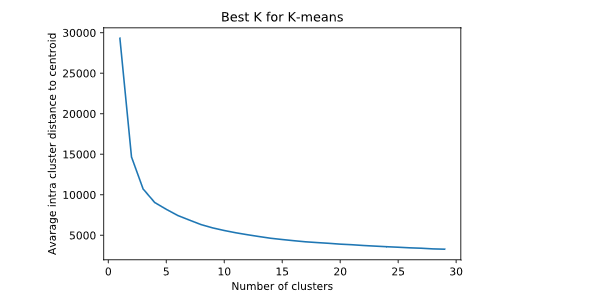 Best K for K-means
Avarage intra cluster distance to centroid
30000
25000
20000
15000
10000
5000
0 5 10 15 20 25 30
Number of clusters